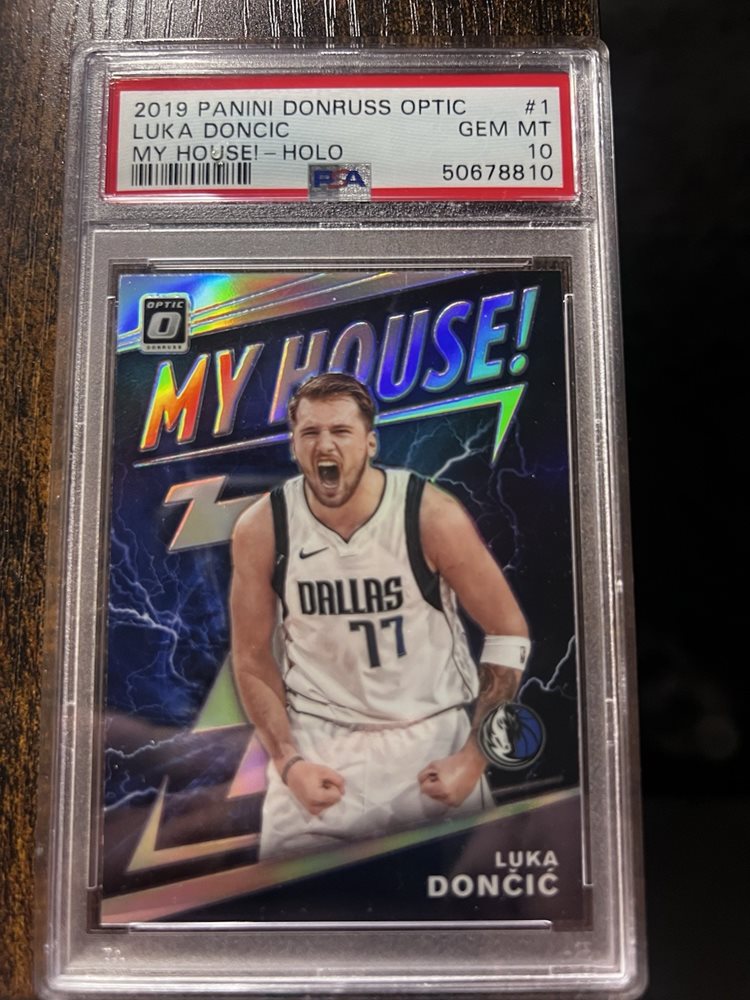 2019 PANINI DONRUSS OPTIC #1
LUKA DONCIC GEM MT
MY HOUSE! - HOLO 10
PSA 50678810
OPTIC
DONRUSS
MY HOUSE!
DALLAS
77
LUKA
DONČIĆ